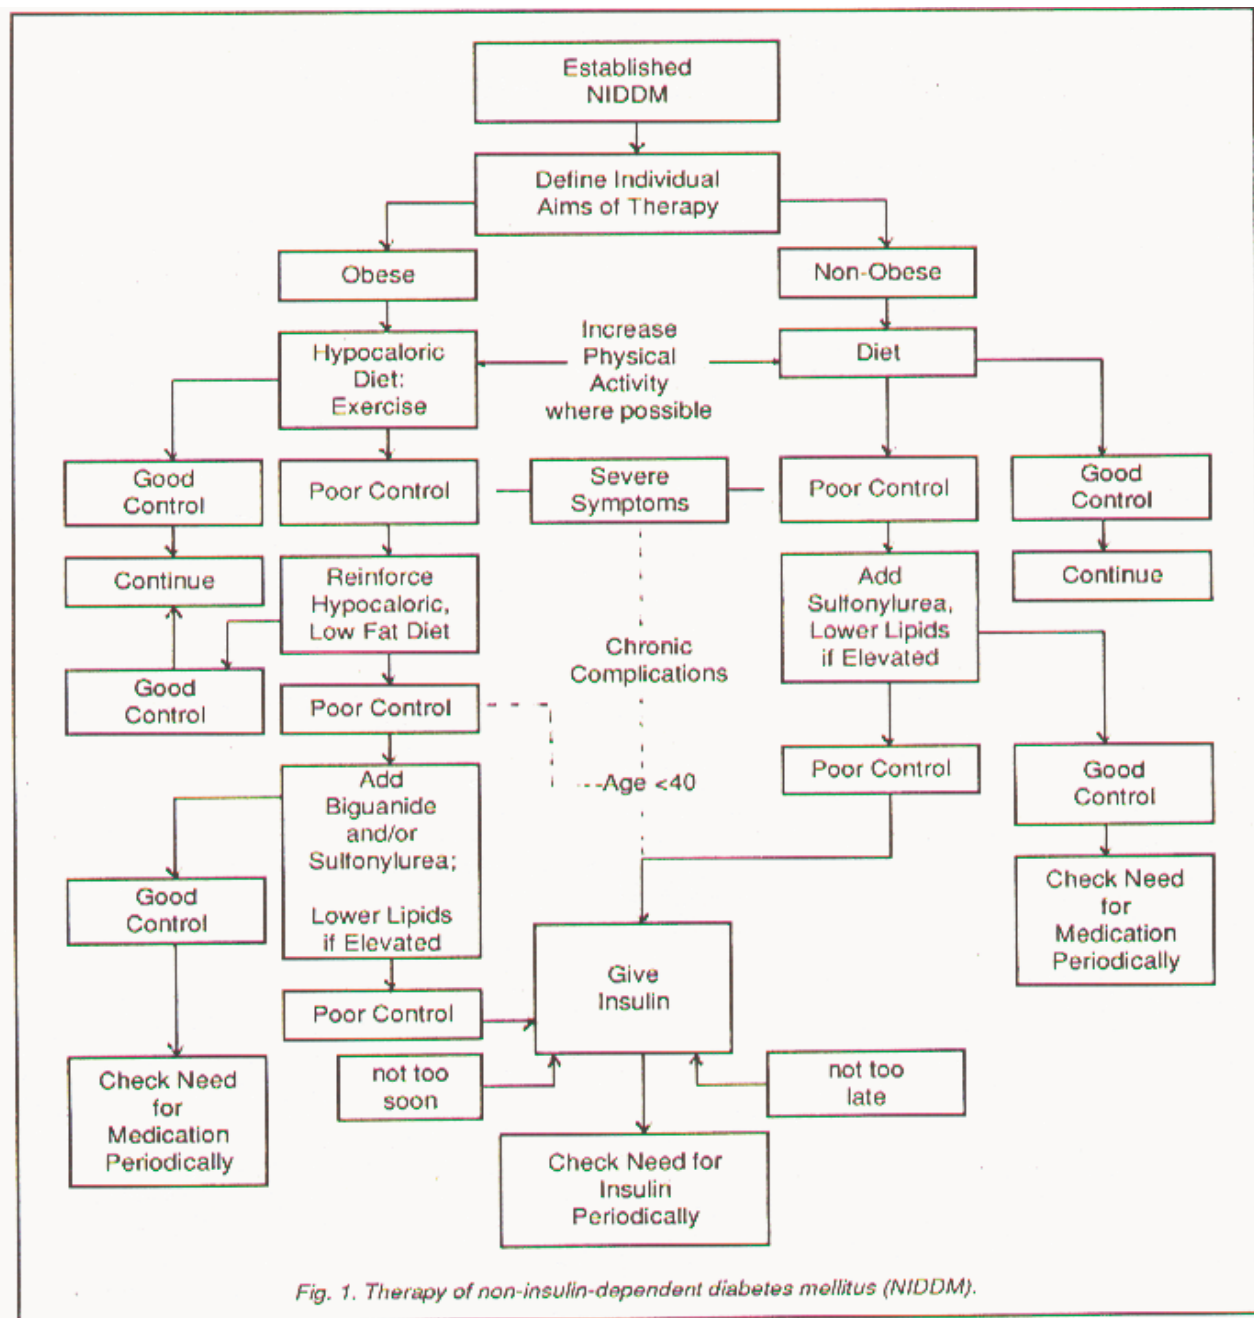 Established
NIDDM
Define Individual
Aims of Therapy
Obese
Non-Obese
Hypocaloric
Diet:
Exercise
Increase
Physical
Activity
where possible
Diet
Good
Control
Poor Control
Severe
Symptoms
Poor Control
Good
Control
Continue
Reinforce
Hypocaloric,
Low Fat Diet
Add
Sulfonylurea,
Lower Lipids
if Elevated
Continue
Chronic
Complications
Good
Control
Poor Control
Age <40
Poor Control
Good
Control
Add
Biguanide
and/or
Sulfonylurea;
Lower Lipids
if Elevated
Good
Control
Check Need
for
Medication
Periodically
Give
Insulin
Poor Control
not too
soon
not too
late
Check Need
for
Medication
Periodically
Check Need for
Insulin
Periodically
Fig. 1. Therapy of non-insulin-dependent diabetes mellitus (NIDDM).